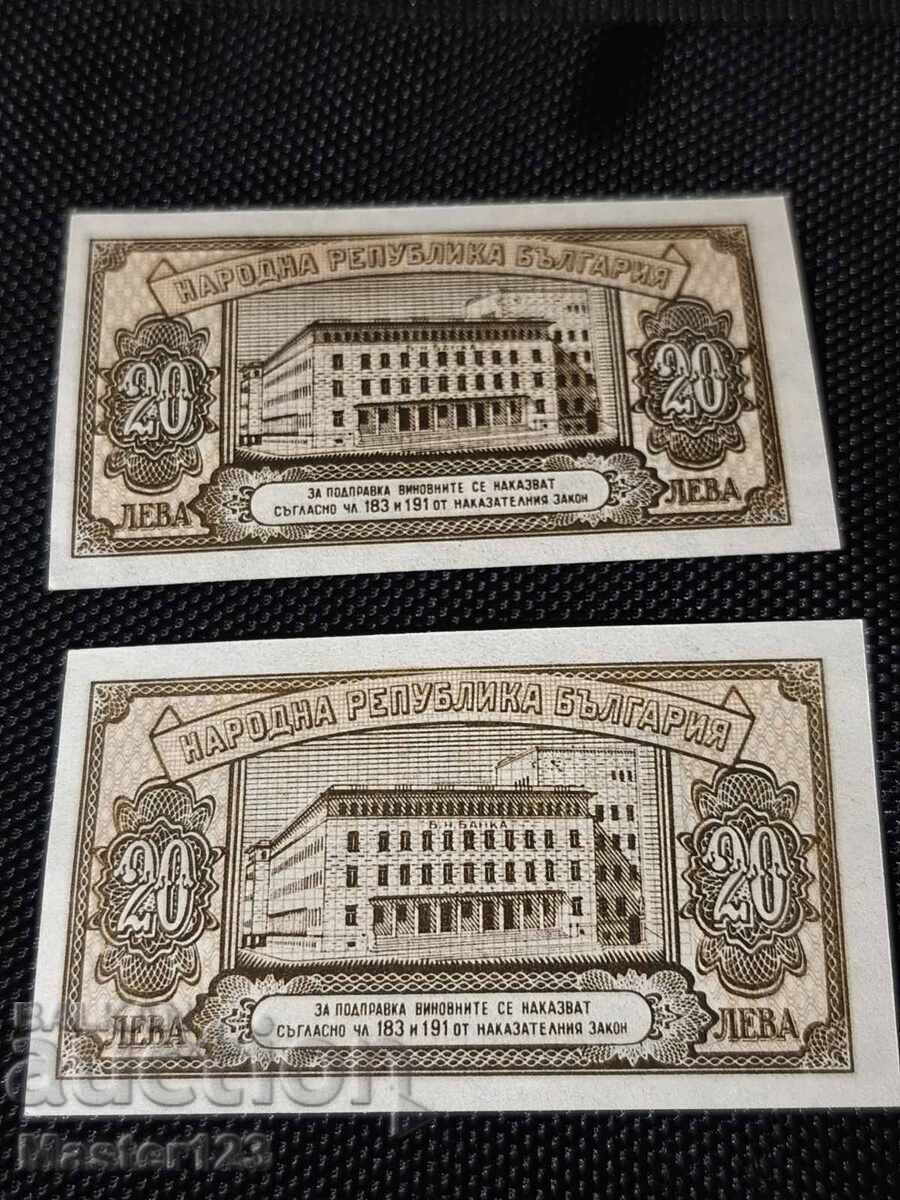 НАРОДНА РЕПУБЛИКА БЪЛГАРИЯ
20 20
ЗА ПОДПРАВКА ВИНОВНИТЕ СЕ НАКАЗВАТ
СЪГЛАСНО ЧЛ. 183 И 191 ОТ НАКАЗАТЕЛНИЯ ЗАКОН
ЛЕВА ЛЕВА
НАРОДНА РЕПУБЛИКА БЪЛГАРИЯ
Б. Н. БАНКА
20 20
ЗА ПОДПРАВКА ВИНОВНИТЕ СЕ НАКАЗВАТ
СЪГЛАСНО ЧЛ 183 И 191 ОТ НАКАЗАТЕЛНИЯ ЗАКОН
ЛЕВА ЛЕВА
BALKAN
auction
Master123